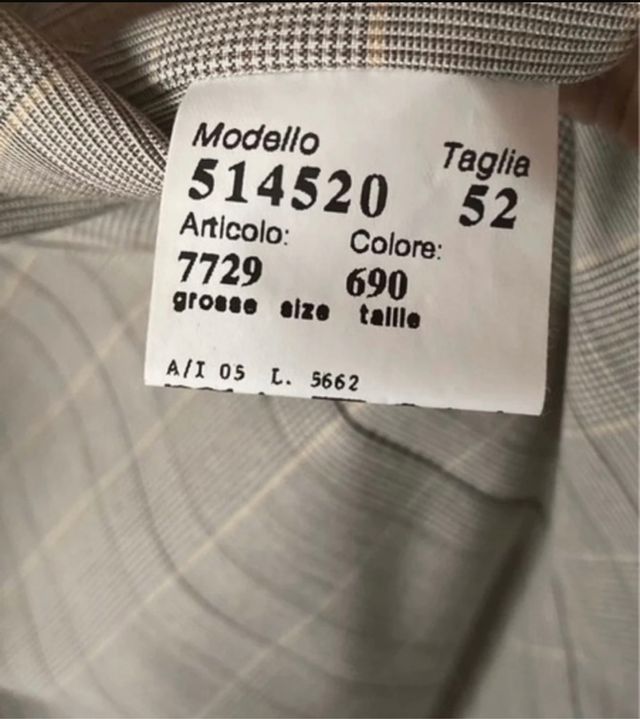 Modello Taglia
514520 52
Articolo: Colore:
7729 690
grosse size taille
A/I 05 L. 5662